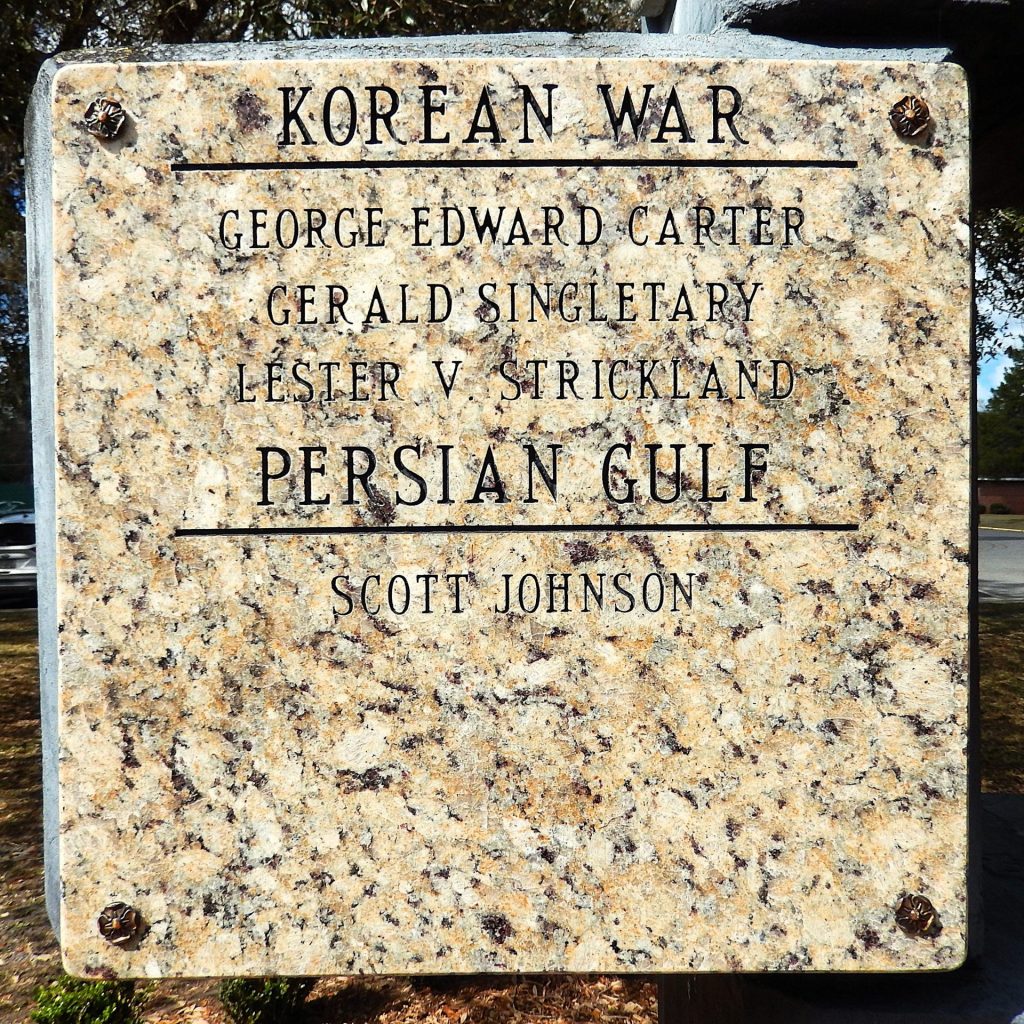 KOREAN WAR
GEORGE EDWARD CARTER
GERALD SINGLETARY
LESTER V. STRICKLAND
PERSIAN GULF
SCOTT JOHNSON